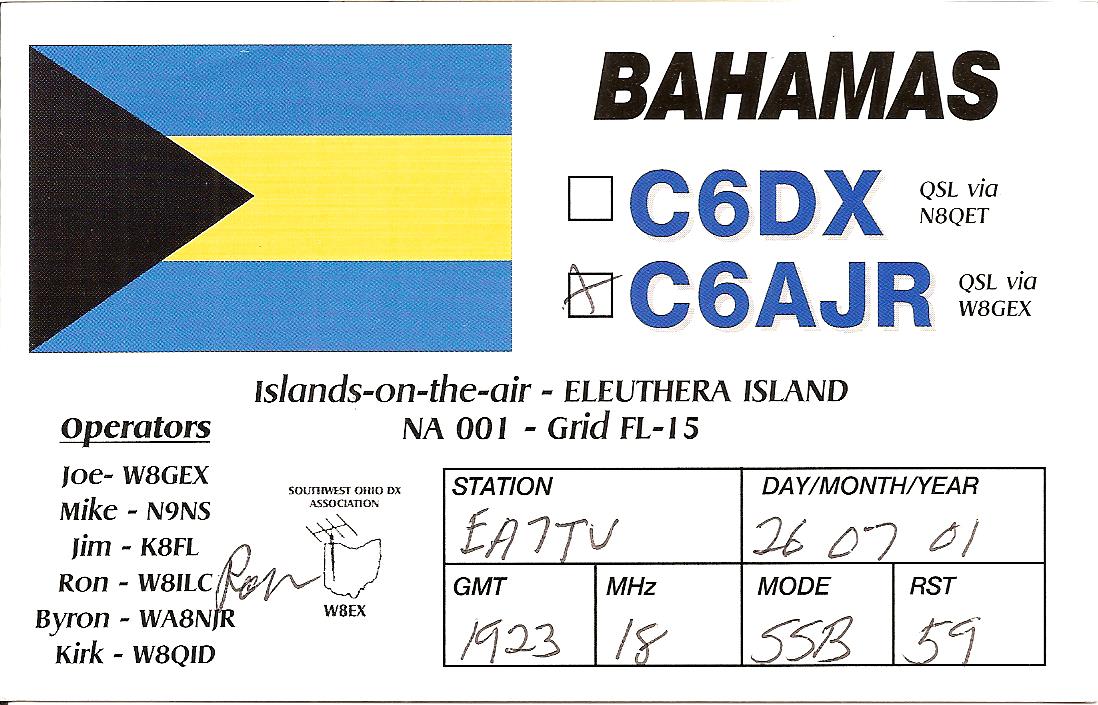 BAHAMAS
C6DX QSL via
N8QET
C6AJR QSL via
W8GEX
Islands-on-the-air - ELEUTHERA ISLAND
NA 001 - Grid FL-15
Operators
Joe- W8GEX
Mike - N9NS
Jim - K8FL
Ron - W8ILC Ron
Byron - WA8NJR
Kirk - W8QID
SOUTHWEST OHIO DX
ASSOCIATION
W8EX
STATION DAY/MONTH/YEAR
EA7TV 26 07 01
GMT MHz MODE RST
1923 18 SSB 59